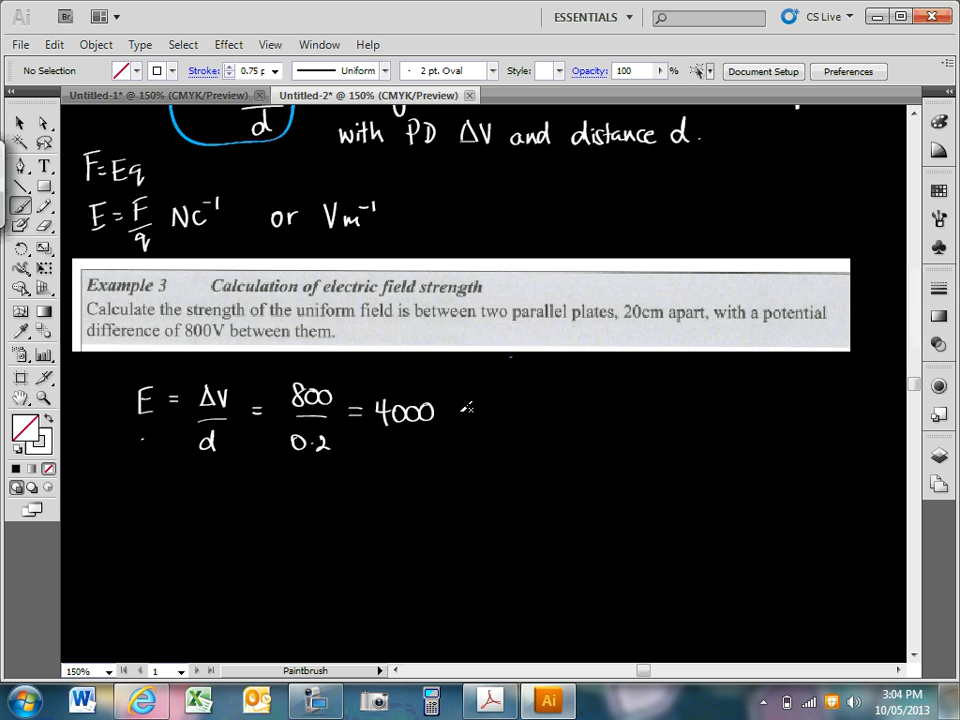 Ai Br ESSENTIALS CS Live
File Edit Object Type Select Effect View Window Help
No Selection Stroke: 0.75 p Uniform 2 pt. Oval Style: Opacity: 100 % Document Setup Preferences
Untitled-1* @ 150% (CMYK/Preview) Untitled-2* @ 150% (CMYK/Preview)
d
with PD ΔV and distance d.
F=Eq
E = F/q NC⁻¹ or Vm⁻¹
Example 3 Calculation of electric field strength
Calculate the strength of the uniform field is between two parallel plates, 20cm apart, with a potential
difference of 800V between them.
E = ΔV/d = 800/0.2 = 4000
150% 1 Paintbrush
3:04 PM
10/05/2013